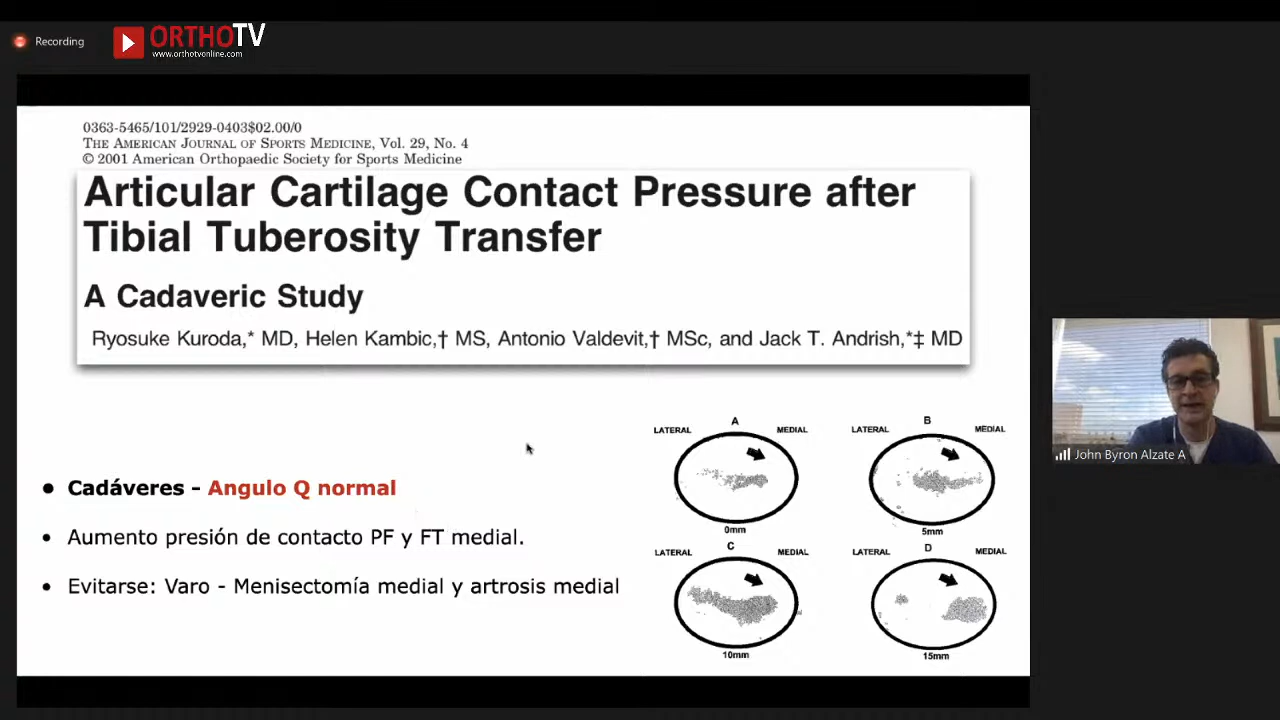 Recording
ORTHOTV
www.orthotvonline.com
0363-5465/101/2929-0403$02.00/0
THE AMERICAN JOURNAL OF SPORTS MEDICINE, Vol. 29, No. 4
© 2001 American Orthopaedic Society for Sports Medicine
Articular Cartilage Contact Pressure after
Tibial Tuberosity Transfer
A Cadaveric Study
Ryosuke Kuroda,* MD, Helen Kambic,† MS, Antonio Valdevit,† MSc, and Jack T. Andrish,*‡ MD
• Cadáveres - Angulo Q normal
• Aumento presión de contacto PF y FT medial.
• Evitarse: Varo - Menisectomía medial y artrosis medial
A
LATERAL MEDIAL
0mm
B
LATERAL MEDIAL
5mm
C
LATERAL MEDIAL
10mm
D
LATERAL MEDIAL
15mm
John Byron Alzate A